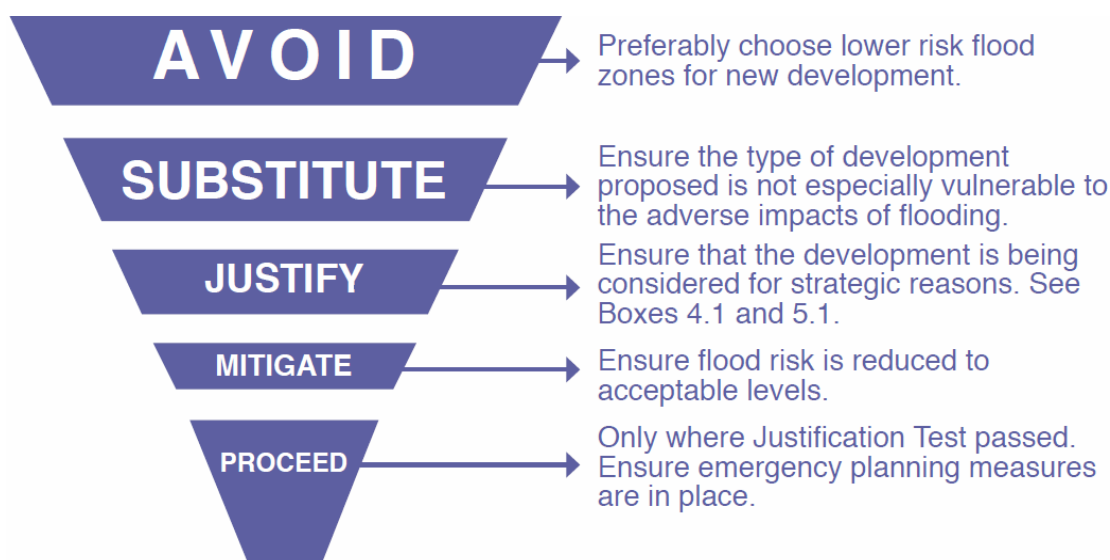 AVOID
Preferably choose lower risk flood
zones for new development.
SUBSTITUTE
Ensure the type of development
proposed is not especially vulnerable to
the adverse impacts of flooding.
JUSTIFY
Ensure that the development is being
considered for strategic reasons. See
Boxes 4.1 and 5.1.
MITIGATE
Ensure flood risk is reduced to
acceptable levels.
PROCEED
Only where Justification Test passed.
Ensure emergency planning measures
are in place.